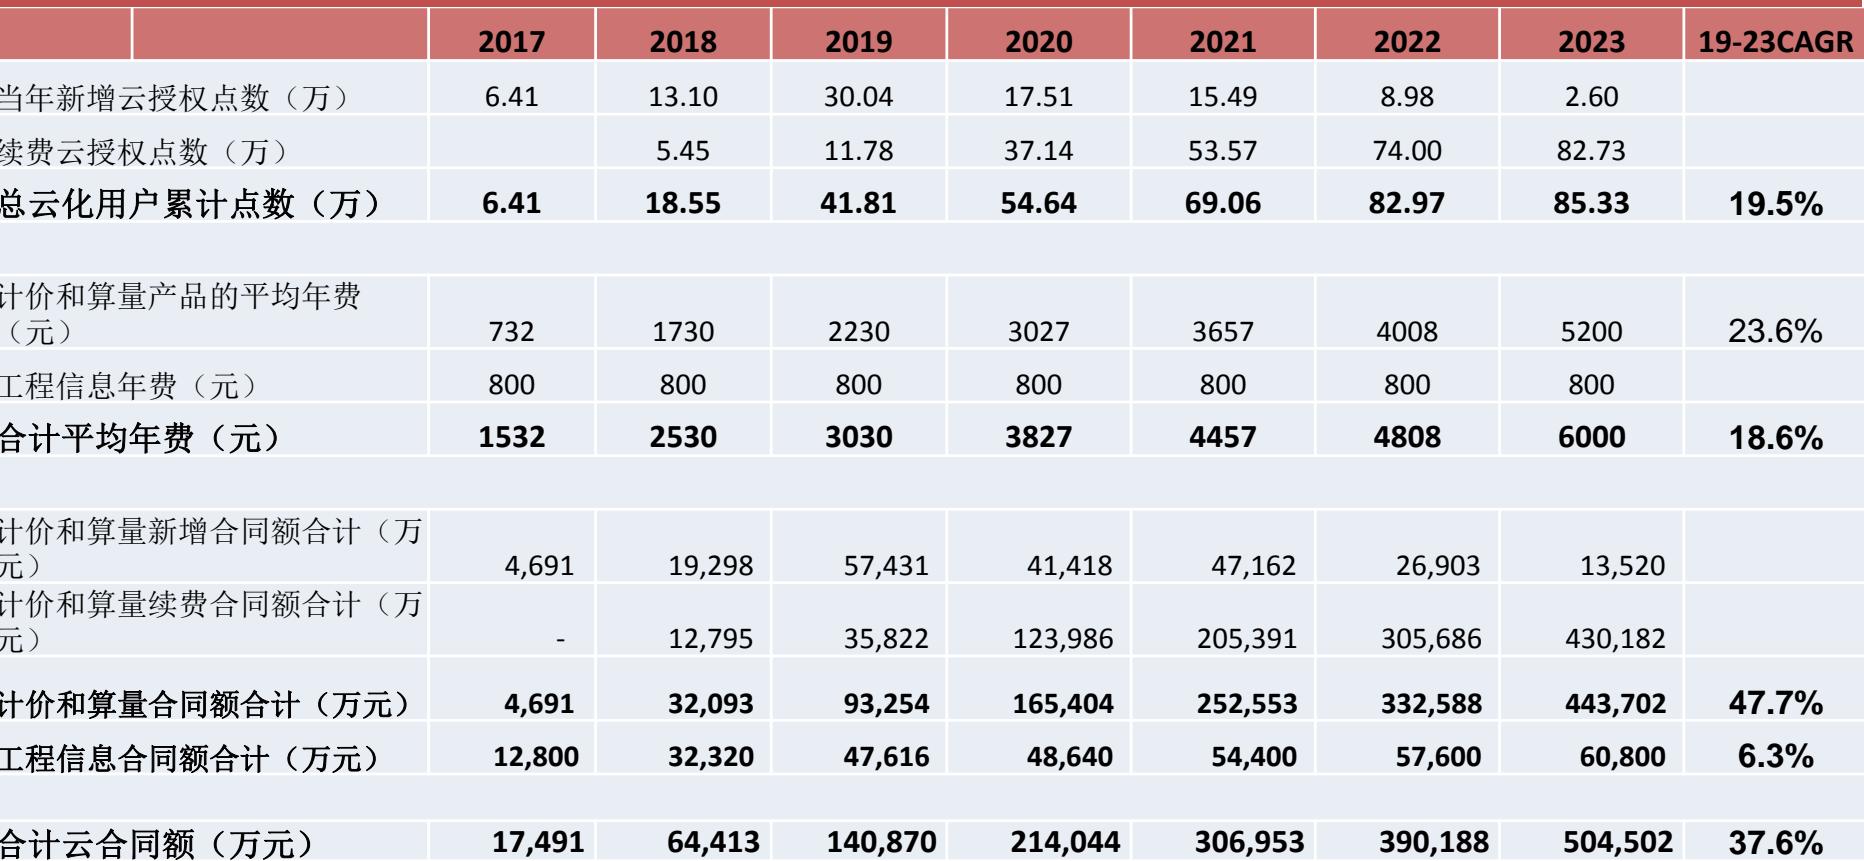 2017 2018 2019 2020 2021 2022 2023 19-23CAGR
当年新增云授权点数（万） 6.41 13.10 30.04 17.51 15.49 8.98 2.60
续费云授权点数（万） 5.45 11.78 37.14 53.57 74.00 82.73
总云化用户累计点数（万） 6.41 18.55 41.81 54.64 69.06 82.97 85.33 19.5%
计价和算量产品的平均年费
（元） 732 1730 2230 3027 3657 4008 5200 23.6%
工程信息年费（元） 800 800 800 800 800 800 800
合计平均年费（元） 1532 2530 3030 3827 4457 4808 6000 18.6%
计价和算量新增合同额合计（万
元） 4,691 19,298 57,431 41,418 47,162 26,903 13,520
计价和算量续费合同额合计（万
元） - 12,795 35,822 123,986 205,391 305,686 430,182
计价和算量合同额合计（万元） 4,691 32,093 93,254 165,404 252,553 332,588 443,702 47.7%
工程信息合同额合计（万元） 12,800 32,320 47,616 48,640 54,400 57,600 60,800 6.3%
合计云合同额（万元） 17,491 64,413 140,870 214,044 306,953 390,188 504,502 37.6%